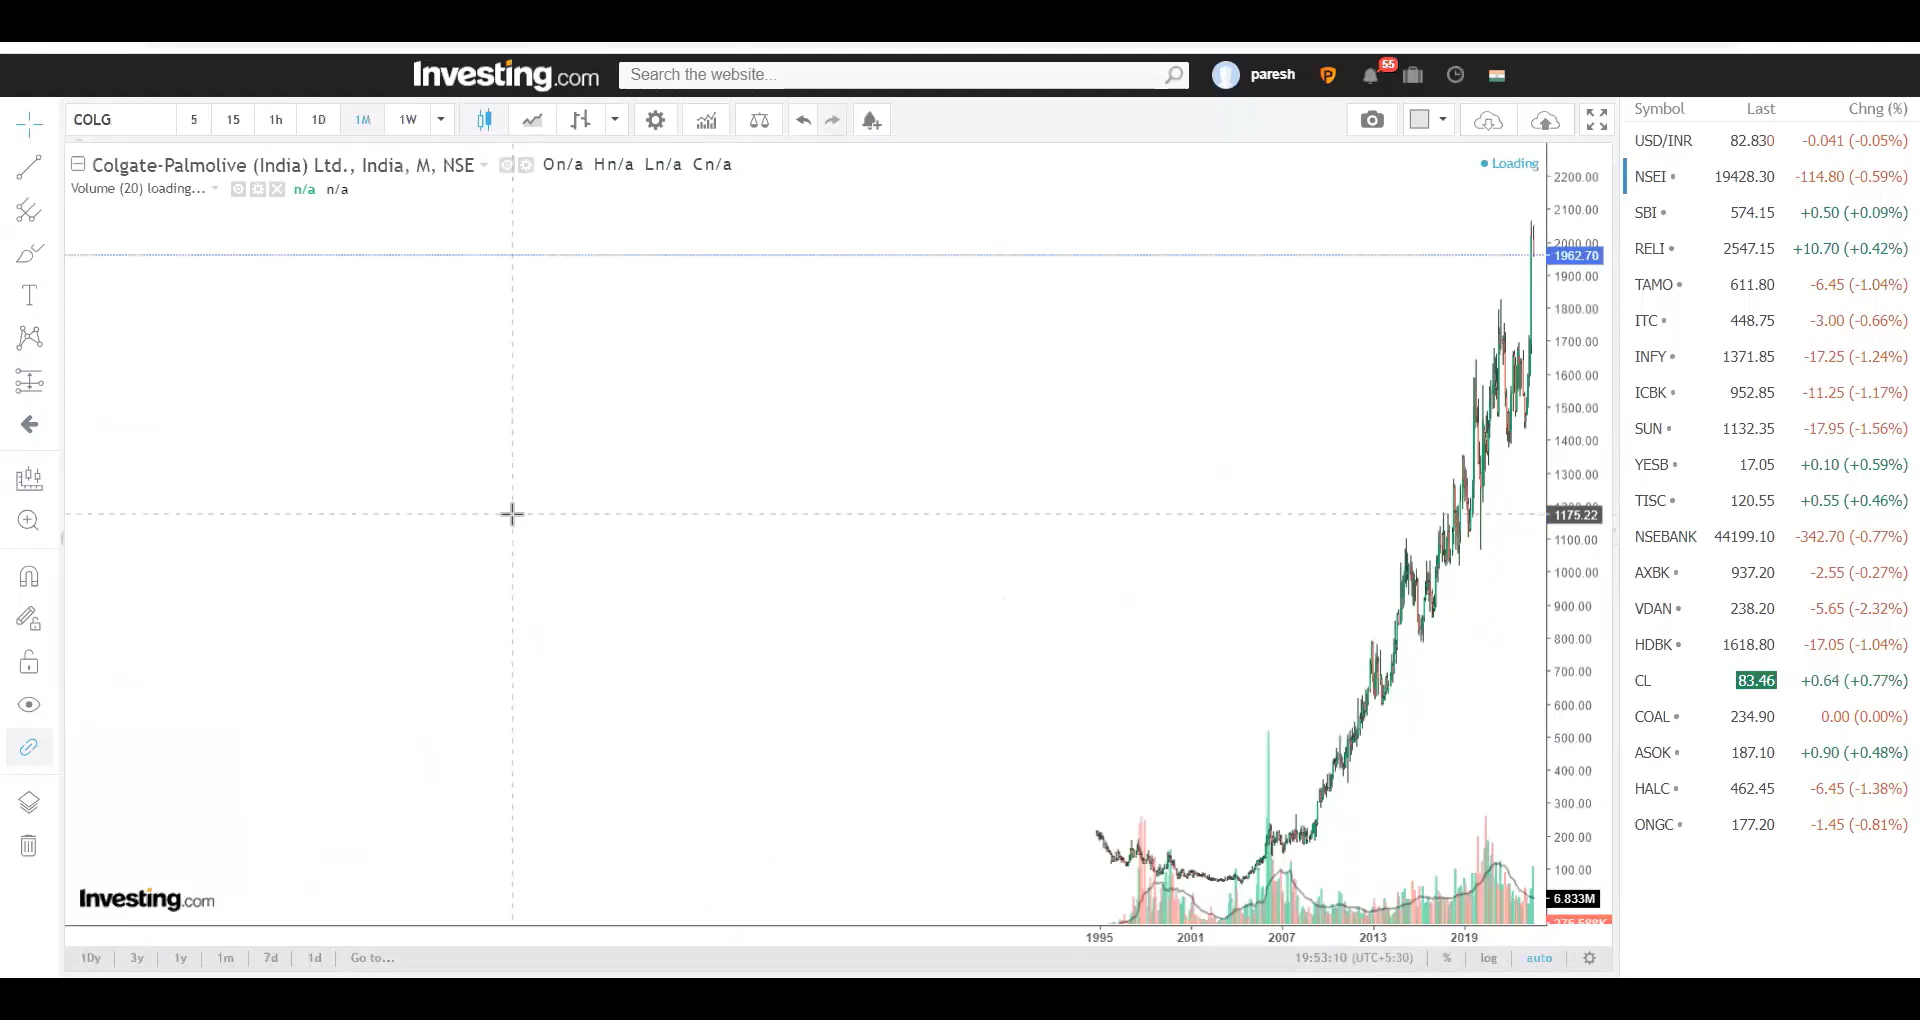 Investing.com
Search the website...
paresh
P
55
COLG
5 15 1h 1D 1M 1W
Colgate-Palmolive (India) Ltd., India, M, NSE
On/a Hn/a Ln/a Cn/a
Loading
Volume (20) loading... n/a n/a
2200.00
2100.00
2000.00
1962.70
1900.00
1800.00
1700.00
1600.00
1500.00
1400.00
1300.00
1175.22
1100.00
1000.00
900.00
800.00
700.00
600.00
500.00
400.00
300.00
200.00
100.00
6.833M
Investing.com
1995 2001 2007 2013 2019
10y 3y 1y 1m 7d 1d Go to...
19:53:10 (UTC+5:30) % log auto
Symbol Last Chng (%)
USD/INR 82.830 -0.041 (-0.05%)
NSEI 19428.30 -114.80 (-0.59%)
SBI 574.15 +0.50 (+0.09%)
RELI 2547.15 +10.70 (+0.42%)
TAMO 611.80 -6.45 (-1.04%)
ITC 448.75 -3.00 (-0.66%)
INFY 1371.85 -17.25 (-1.24%)
ICBK 952.85 -11.25 (-1.17%)
SUN 1132.35 -17.95 (-1.56%)
YESB 17.05 +0.10 (+0.59%)
TISC 120.55 +0.55 (+0.46%)
NSEBANK 44199.10 -342.70 (-0.77%)
AXBK 937.20 -2.55 (-0.27%)
VDAN 238.20 -5.65 (-2.32%)
HDBK 1618.80 -17.05 (-1.04%)
CL 83.46 +0.64 (+0.77%)
COAL 234.90 0.00 (0.00%)
ASOK 187.10 +0.90 (+0.48%)
HALC 462.45 -6.45 (-1.38%)
ONGC 177.20 -1.45 (-0.81%)